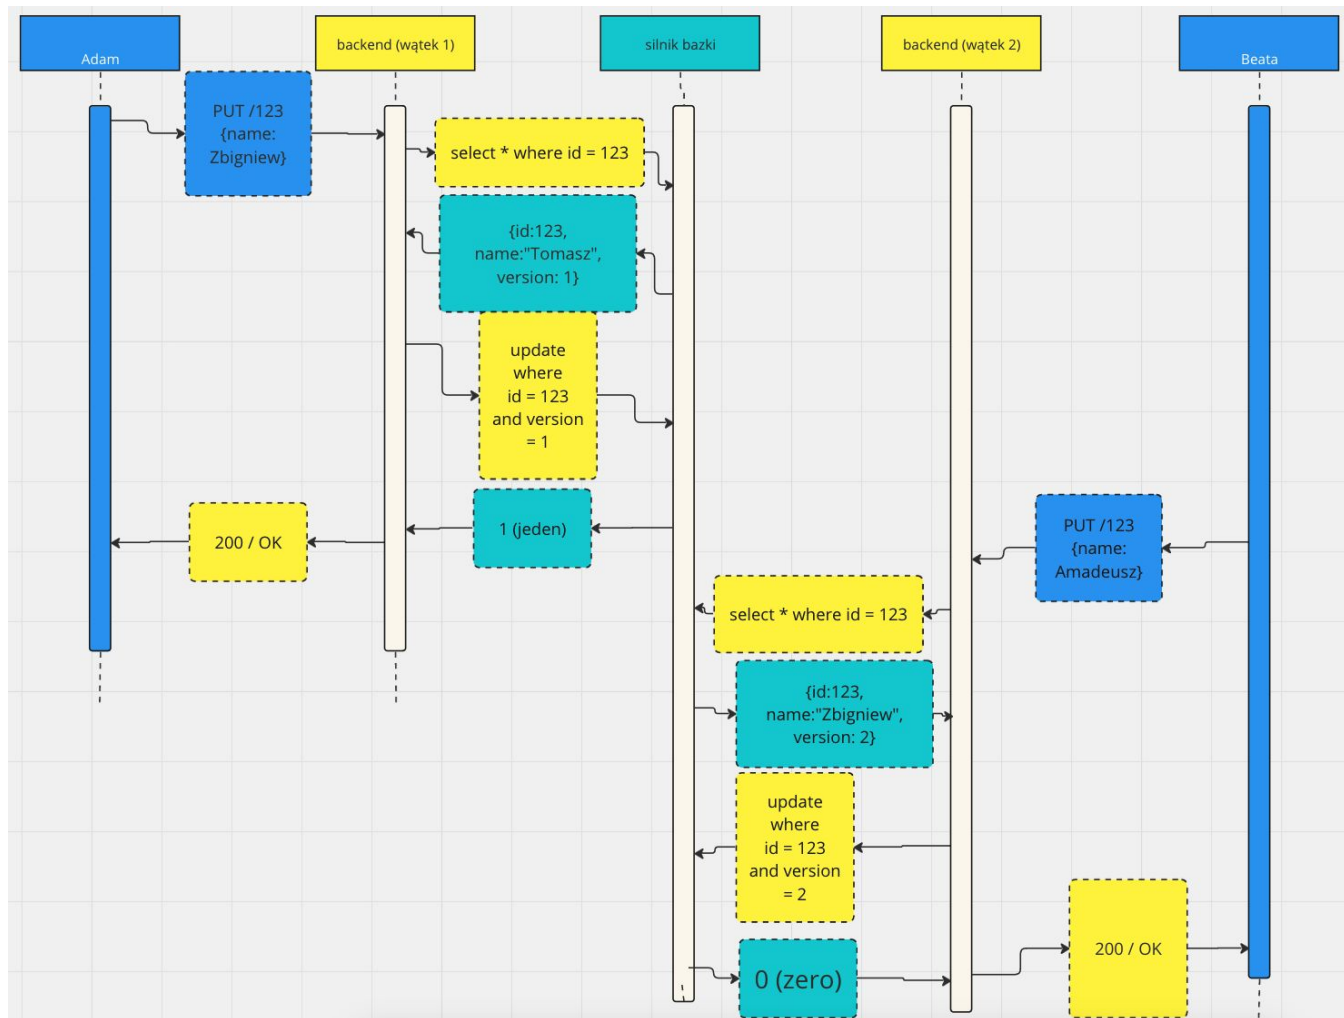 Adam
backend (wątek 1)
silnik bazki
backend (wątek 2)
Beata
PUT /123
{name:
Zbigniew}
select * where id = 123
{id:123,
name:"Tomasz",
version: 1}
update
where
id = 123
and version
= 1
1 (jeden)
200 / OK
PUT /123
{name:
Amadeusz}
select * where id = 123
{id:123,
name:"Zbigniew",
version: 2}
update
where
id = 123
and version
= 2
0 (zero)
200 / OK